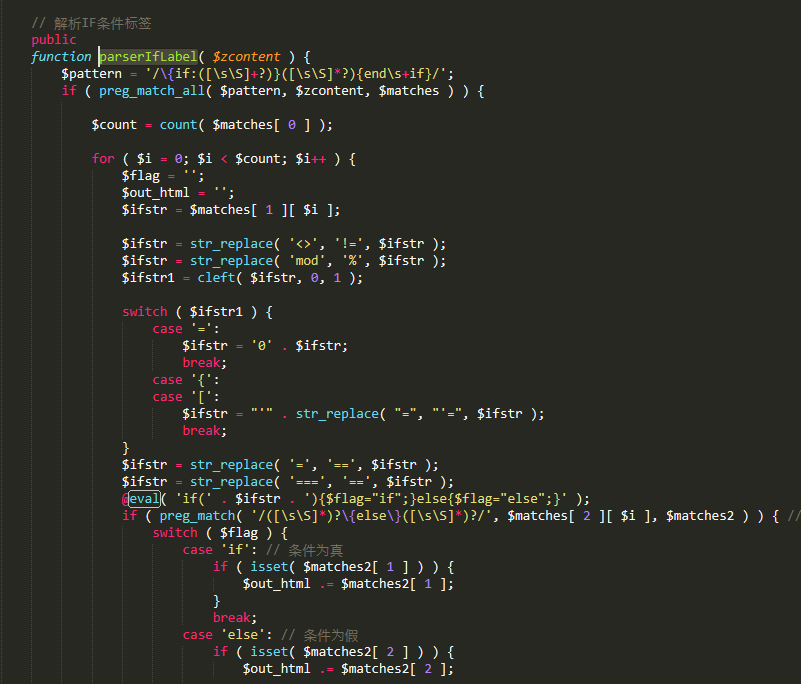 // 解析IF条件标签
public
function parserIfLabel( $zcontent ) {
$pattern = '/\{if:([\s\S]+?)}([\s\S]*?){end\s+if}/';
if ( preg_match_all( $pattern, $zcontent, $matches ) ) {
$count = count( $matches[ 0 ] );
for ( $i = 0; $i < $count; $i++ ) {
$flag = '';
$out_html = '';
$ifstr = $matches[ 1 ][ $i ];
$ifstr = str_replace( '<>', '!=', $ifstr );
$ifstr = str_replace( 'mod', '%', $ifstr );
$ifstr1 = cleft( $ifstr, 0, 1 );
switch ( $ifstr1 ) {
case '=':
$ifstr = '0' . $ifstr;
break;
case '{':
case '[':
$ifstr = "'" . str_replace( "=", "'=", $ifstr );
break;
}
$ifstr = str_replace( '=', '==', $ifstr );
$ifstr = str_replace( '===', '==', $ifstr );
@eval( 'if(' . $ifstr . '){$flag="if";}else{$flag="else";}' );
if ( preg_match( '/([\s\S]*)?\{else\}([\s\S]*)?/', $matches[ 2 ][ $i ], $matches2 ) ) { //
switch ( $flag ) {
case 'if': // 条件为真
if ( isset( $matches2[ 1 ] ) ) {
$out_html .= $matches2[ 1 ];
}
break;
case 'else': // 条件为假
if ( isset( $matches2[ 2 ] ) ) {
$out_html .= $matches2[ 2 ];